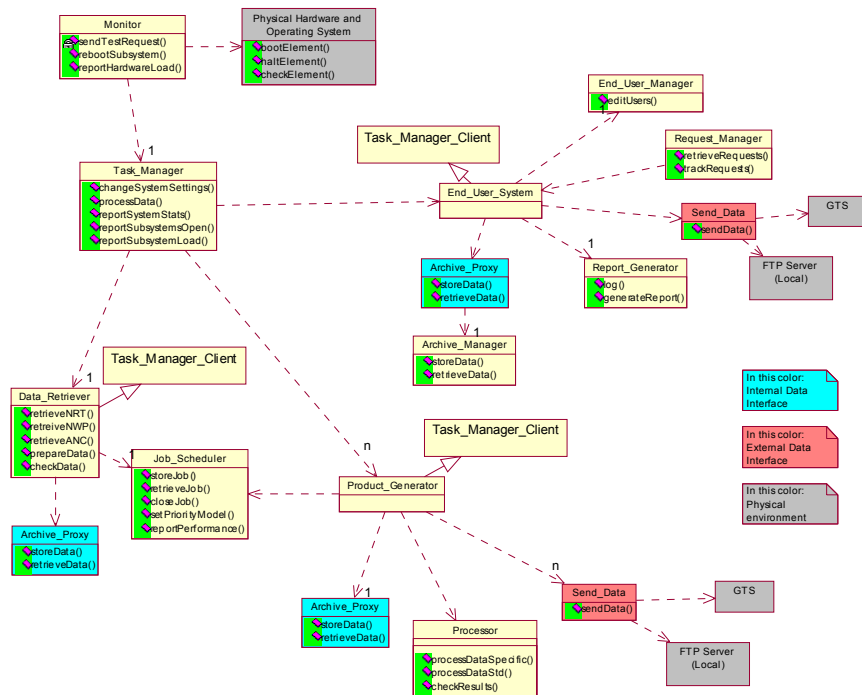 Monitor
sendTestRequest()
rebootSubsystem()
reportHardwareLoad()
Physical Hardware and
Operating System
bootElement()
haltElement()
checkElement()
End_User_Manager
editUsers()
1
Task_Manager_Client
Request_Manager
retrieveRequests()
trackRequests()
1
Task_Manager
changeSystemSettings()
processData()
reportSystemStats()
reportSubsystemsOpen()
reportSubsystemLoad()
End_User_System
Send_Data
sendData()
GTS
FTP Server
(Local)
1
Archive_Proxy
storeData()
retrieveData()
Report_Generator
log()
generateReport()
1
Archive_Manager
storeData()
retrieveData()
Task_Manager_Client
1
Data_Retriever
retrieveNRT()
retreiveNWP()
retrieveANC()
prepareData()
checkData()
In this color:
Internal Data
Interface
In this color:
External Data
Interface
In this color:
Physical
environment
Task_Manager_Client
1
Job_Scheduler
storeJob()
retrieveJob()
closeJob()
setPriorityModel()
reportPerformance()
n
Product_Generator
Archive_Proxy
storeData()
retrieveData()
n
Send_Data
sendData()
GTS
FTP Server
(Local)
1
Archive_Proxy
storeData()
retrieveData()
Processor
processDataSpecific()
processDataStd()
checkResults()